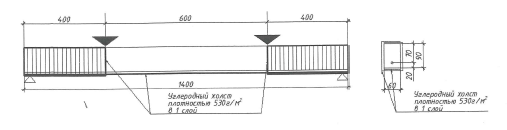 400
600
400
1400
Углеродный холст
плотностью 530г/м²
в 1 слой
70
90
20
60
Углеродный холст
плотностью 530г/м²
в 1 слой